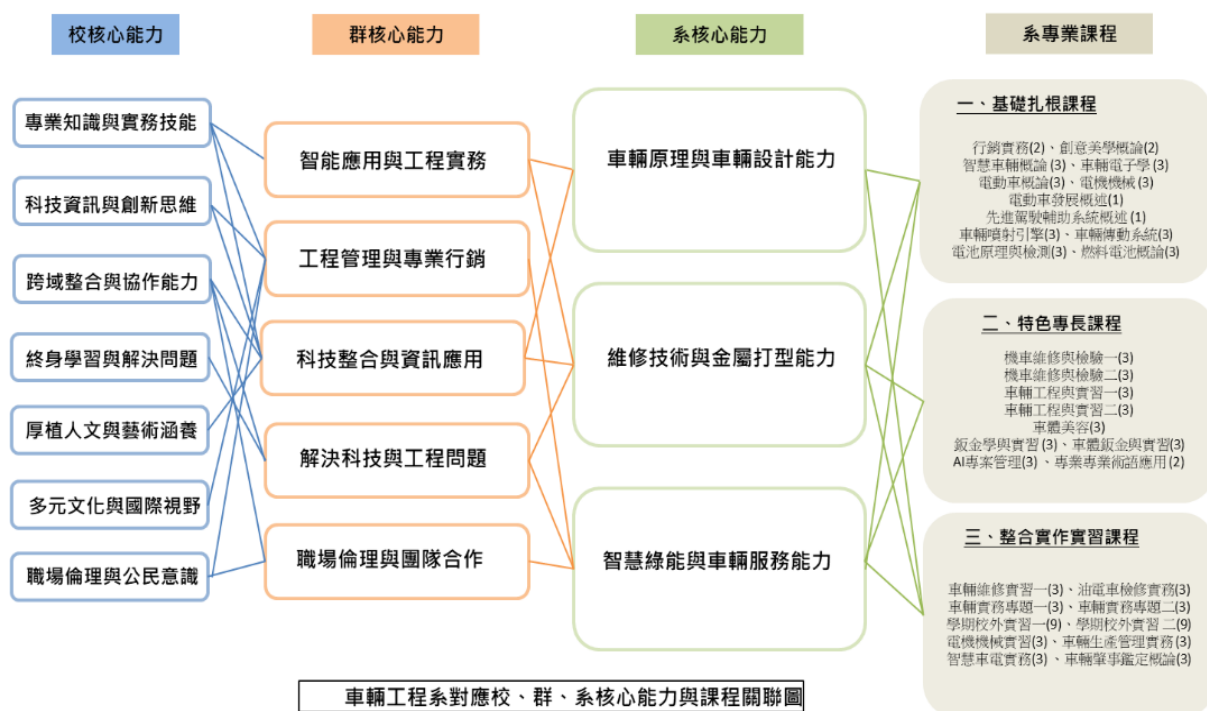 校核心能力
群核心能力
系核心能力
系專業課程
專業知識與實務技能
科技資訊與創新思維
跨域整合與協作能力
終身學習與解決問題
厚植人文與藝術涵養
多元文化與國際視野
職場倫理與公民意識
智能應用與工程實務
工程管理與專業行銷
科技整合與資訊應用
解決科技與工程問題
職場倫理與團隊合作
車輛原理與車輛設計能力
維修技術與金屬打型能力
智慧綠能與車輛服務能力
一、基礎扎根課程
行銷實務(2)、創意美學概論(2)
智慧車輛概論(3)、車輛電子學(3)
電動車概論(3)、電機機械(3)
電動車發展概述(1)
先進駕駛輔助系統概述(1)
車輛噴射引擎(3)、車輛傳動系統(3)
電池原理與檢測(3)、燃料電池概論(3)
二、特色專長課程
機車維修與檢驗一(3)
機車維修與檢驗二(3)
車輛工程與實習一(3)
車輛工程與實習二(3)
車體美容(3)
鈑金學與實習(3)、車體鈑金與實習(3)
AI專案管理(3)、專業專業術語應用(2)
三、整合實作實習課程
車輛維修實習一(3)、油電車檢修實務(3)
車輛實務專題一(3)、車輛實務專題二(3)
學期校外實習一(9)、學期校外實習二(9)
電機機械實習(3)、車輛生產管理實務(3)
智慧車電實務(3)、車輛肇事鑑定概論(3)
車輛工程系對應校、群、系核心能力與課程關聯圖